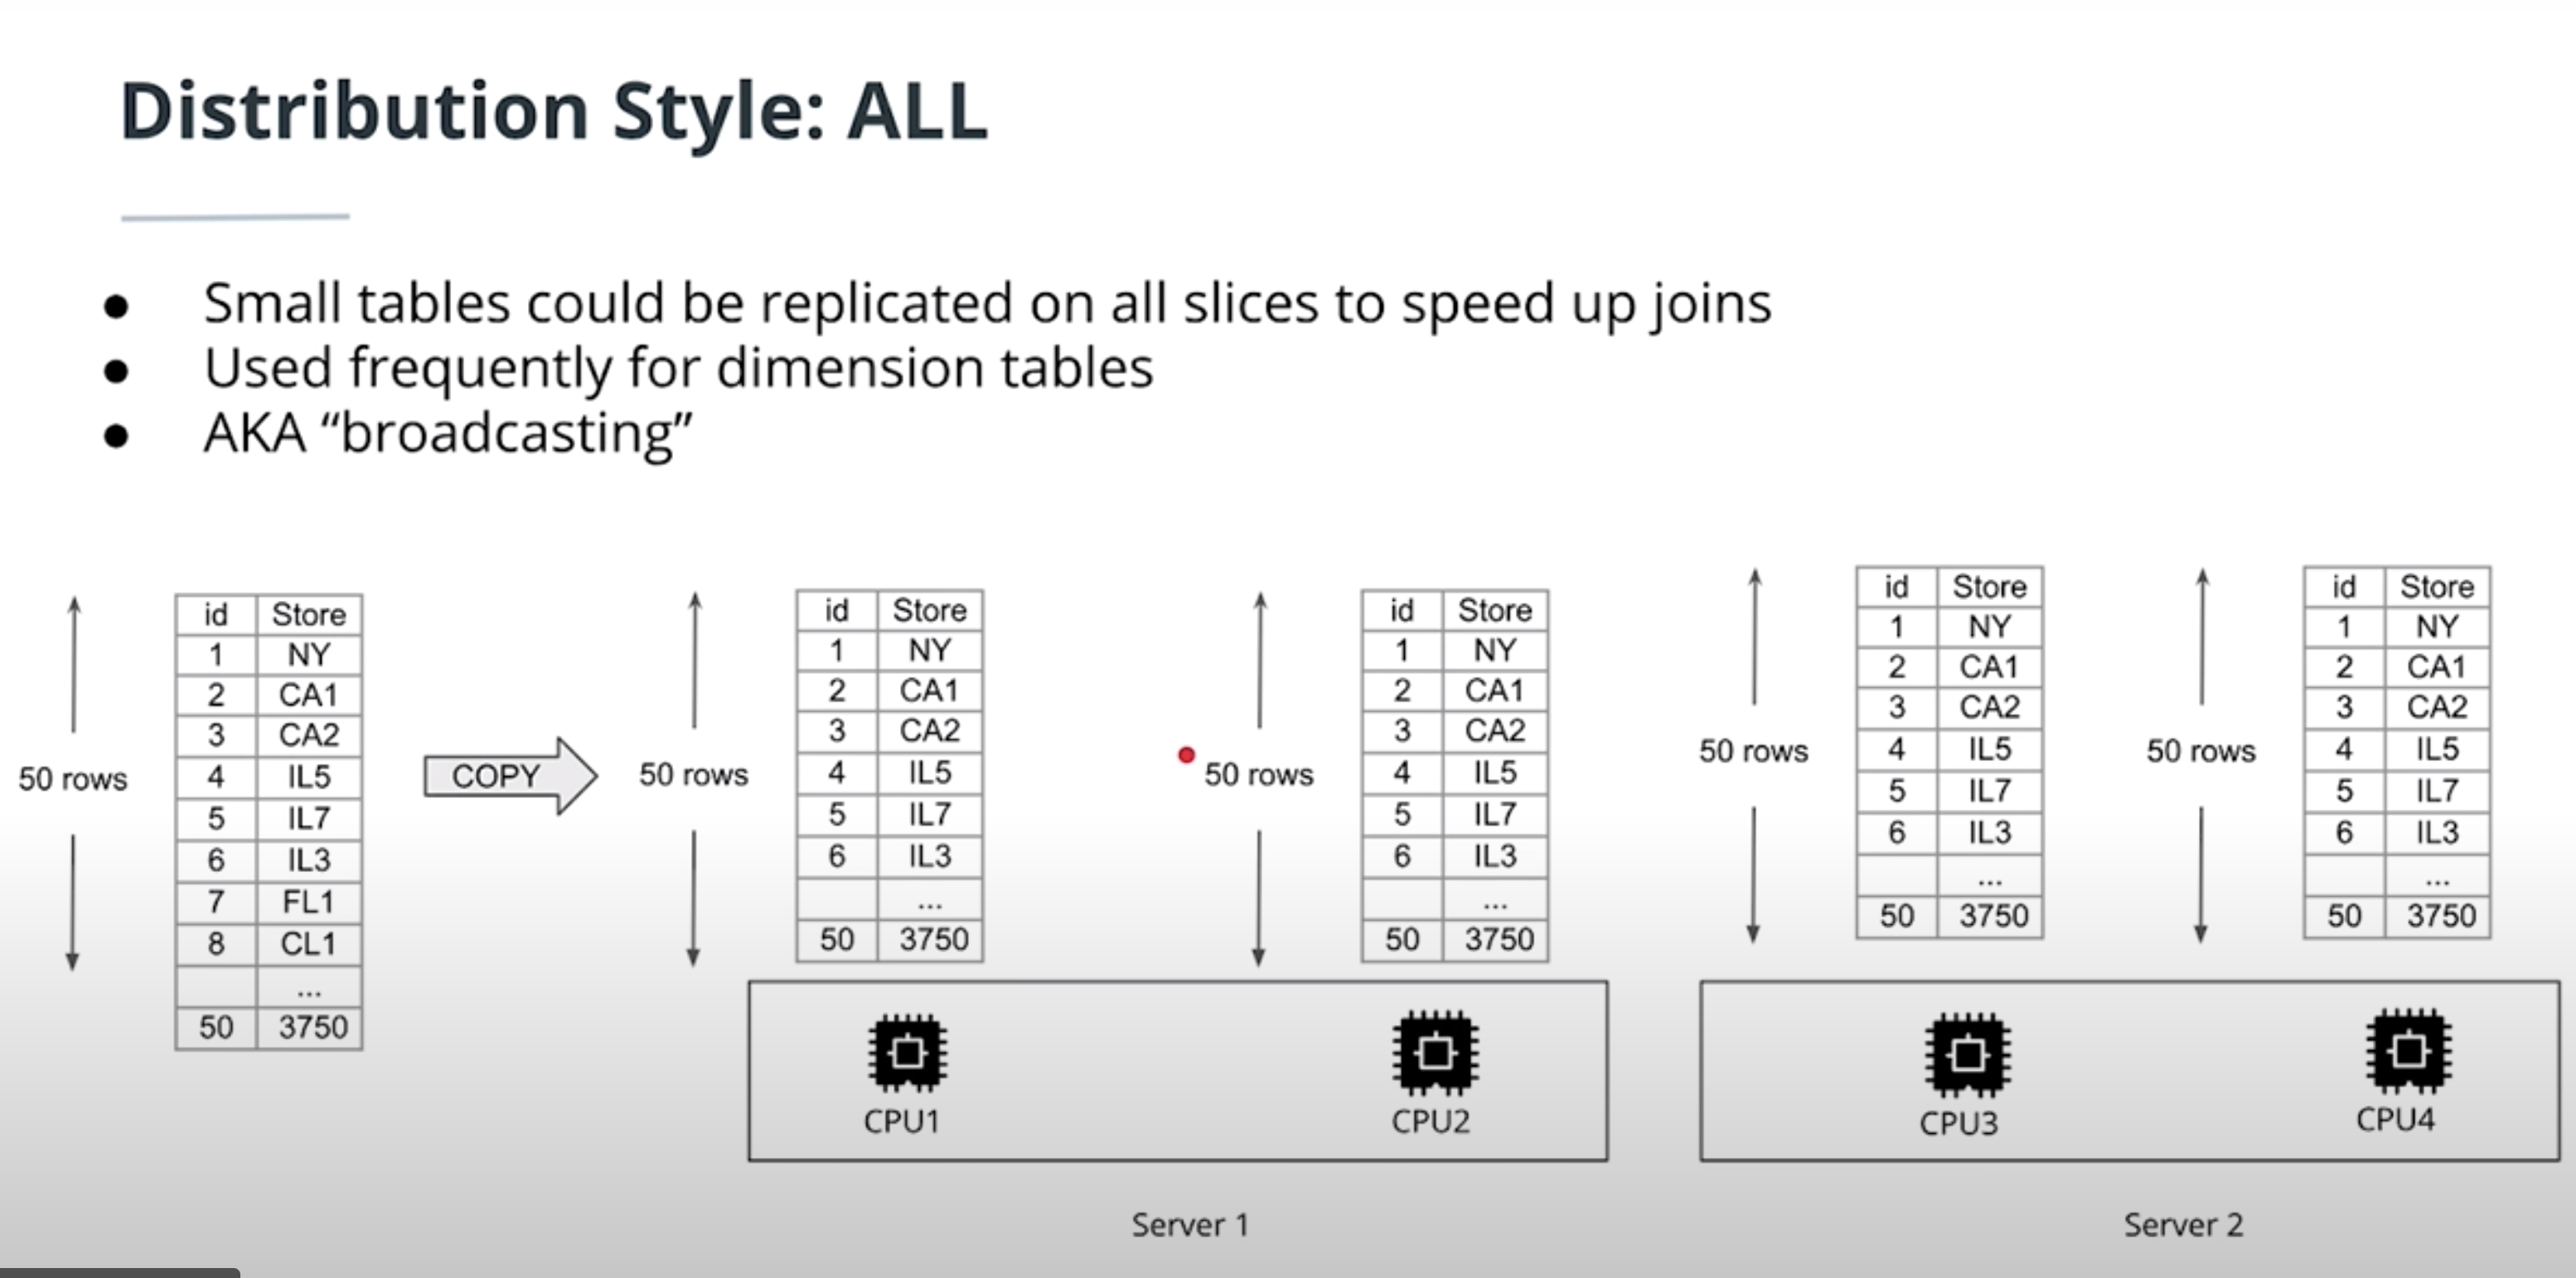 Distribution Style: ALL
● Small tables could be replicated on all slices to speed up joins
● Used frequently for dimension tables
● AKA “broadcasting”
50 rows
id Store
1 NY
2 CA1
3 CA2
4 IL5
5 IL7
6 IL3
7 FL1
8 CL1
...
50 3750
COPY
50 rows
id Store
1 NY
2 CA1
3 CA2
4 IL5
5 IL7
6 IL3
...
50 3750
50 rows
id Store
1 NY
2 CA1
3 CA2
4 IL5
5 IL7
6 IL3
...
50 3750
50 rows
id Store
1 NY
2 CA1
3 CA2
4 IL5
5 IL7
6 IL3
...
50 3750
50 rows
id Store
1 NY
2 CA1
3 CA2
4 IL5
5 IL7
6 IL3
...
50 3750
CPU1
CPU2
CPU3
CPU4
Server 1
Server 2